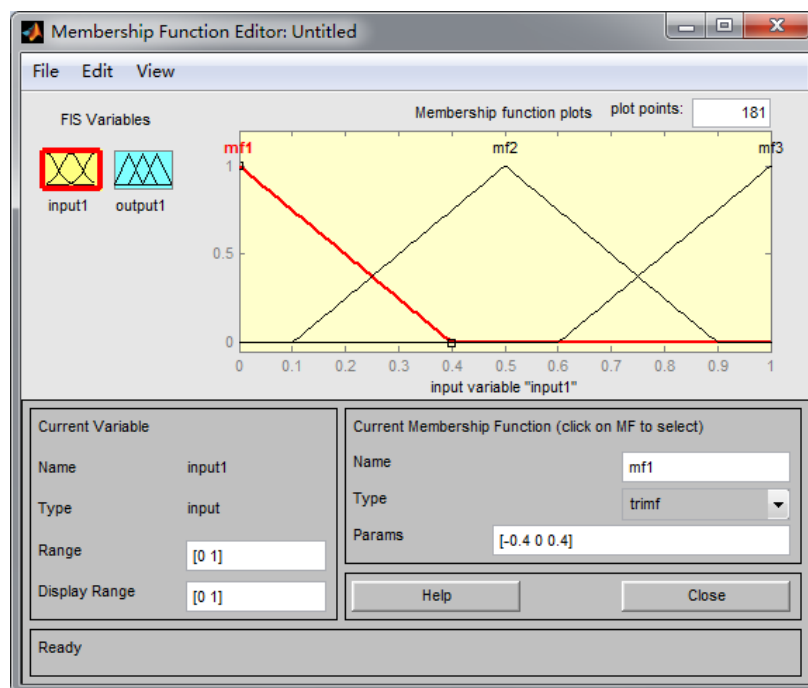 Membership Function Editor: Untitled
File Edit View
FIS Variables
Membership function plots plot points: 181
input1 output1
mf1 mf2 mf3
1
0.5
0
0 0.1 0.2 0.3 0.4 0.5 0.6 0.7 0.8 0.9 1
input variable "input1"
Current Variable
Name input1
Type input
Range [0 1]
Display Range [0 1]
Current Membership Function (click on MF to select)
Name mf1
Type trimf
Params [-0.4 0 0.4]
Help Close
Ready